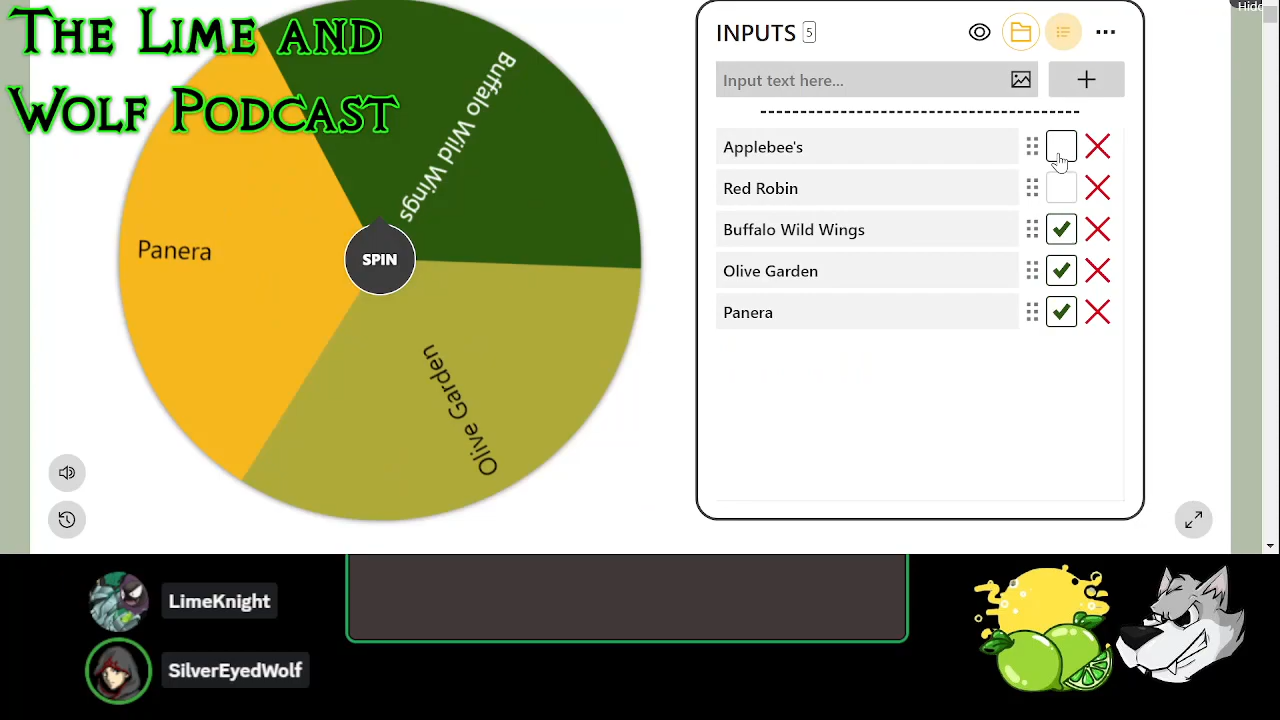 The Lime and
Wolf Podcast
Buffalo Wild Wings
Panera
SPIN
Olive Garden
Hide
INPUTS 5
Input text here...
Applebee's
Red Robin
Buffalo Wild Wings
Olive Garden
Panera
LimeKnight
SilverEyedWolf